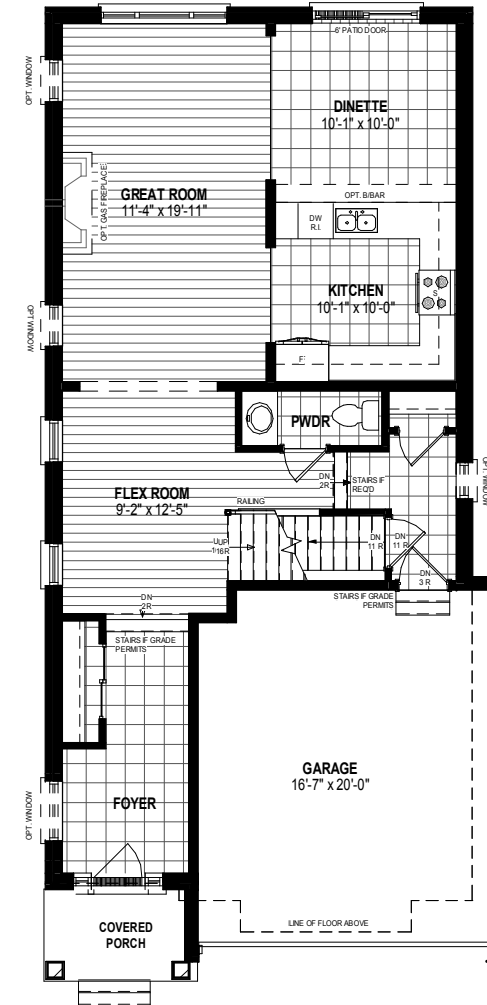 6' PATIO DOOR
OPT. WINDOW
DINETTE
10'-1" x 10'-0"
OPT. GAS FIREPLACE
GREAT ROOM
11'-4" x 19'-11"
OPT. B/BAR
DW
R.I.
KITCHEN
10'-1" x 10'-0"
S
OPT. WINDOW
F
PWDR
DN
2R
STAIRS IF
REQ'D
OPT. WINDOW
FLEX ROOM
9'-2" x 12'-5"
RAILING
UP
16R
DN
11 R
DN
11 R
DN
3 R
STAIRS IF GRADE
PERMITS
DN
2R
STAIRS IF GRADE
PERMITS
GARAGE
16'-7" x 20'-0"
OPT. WINDOW
FOYER
LINE OF FLOOR ABOVE
COVERED
PORCH